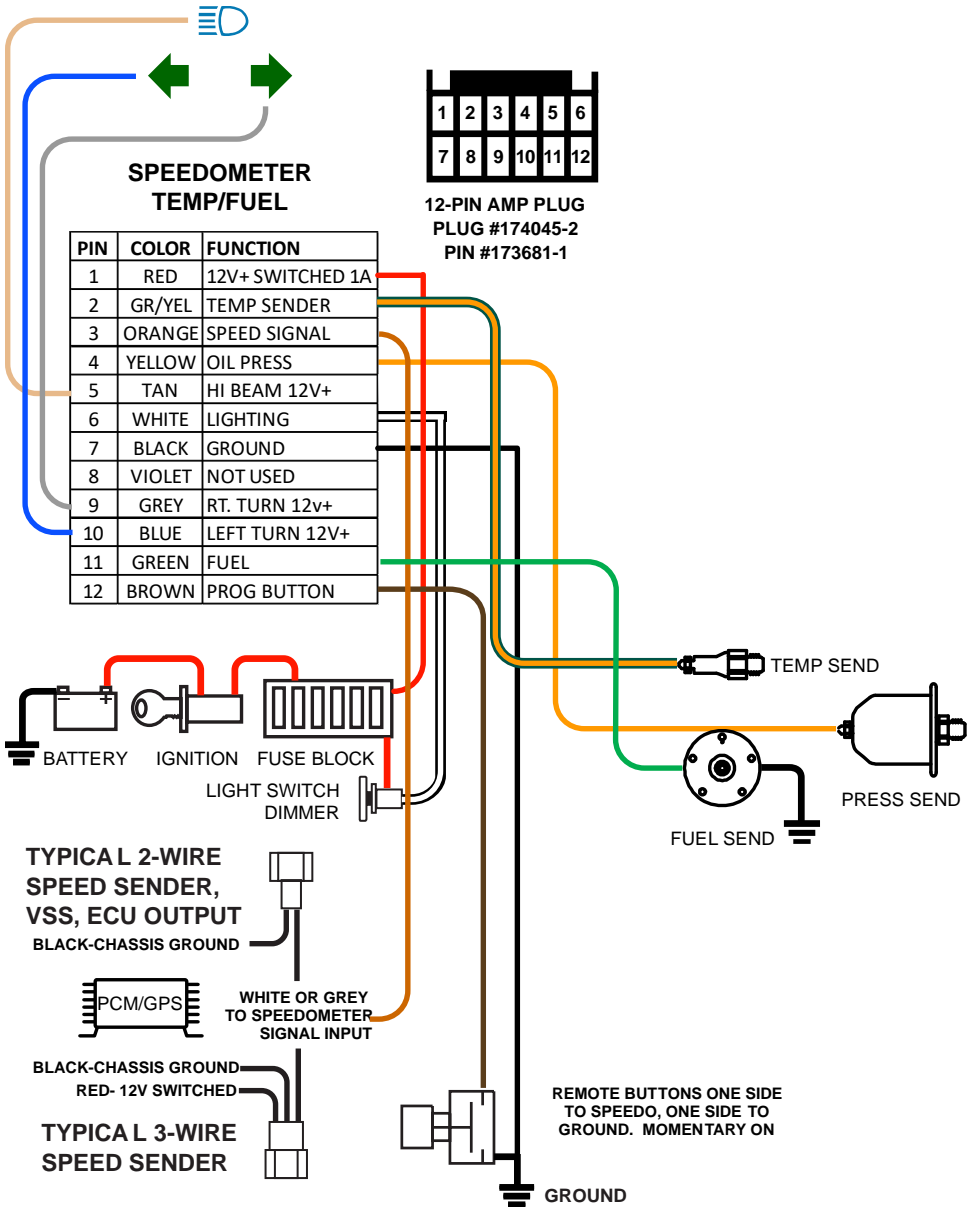 1 2 3 4 5 6
7 8 9 10 11 12
12-PIN AMP PLUG
PLUG #174045-2
PIN #173681-1
SPEEDOMETER
TEMP/FUEL
PIN COLOR FUNCTION
1 RED 12V+ SWITCHED 1A
2 GR/YEL TEMP SENDER
3 ORANGE SPEED SIGNAL
4 YELLOW OIL PRESS
5 TAN HI BEAM 12V+
6 WHITE LIGHTING
7 BLACK GROUND
8 VIOLET NOT USED
9 GREY RT. TURN 12v+
10 BLUE LEFT TURN 12V+
11 GREEN FUEL
12 BROWN PROG BUTTON
TEMP SEND
PRESS SEND
FUEL SEND
− +
BATTERY
IGNITION
FUSE BLOCK
LIGHT SWITCH
DIMMER
TYPICAL 2-WIRE
SPEED SENDER,
VSS, ECU OUTPUT
BLACK-CHASSIS GROUND
PCM/GPS
WHITE OR GREY
TO SPEEDOMETER
SIGNAL INPUT
BLACK-CHASSIS GROUND
RED- 12V SWITCHED
TYPICAL 3-WIRE
SPEED SENDER
REMOTE BUTTONS ONE SIDE
TO SPEEDO, ONE SIDE TO
GROUND. MOMENTARY ON
GROUND